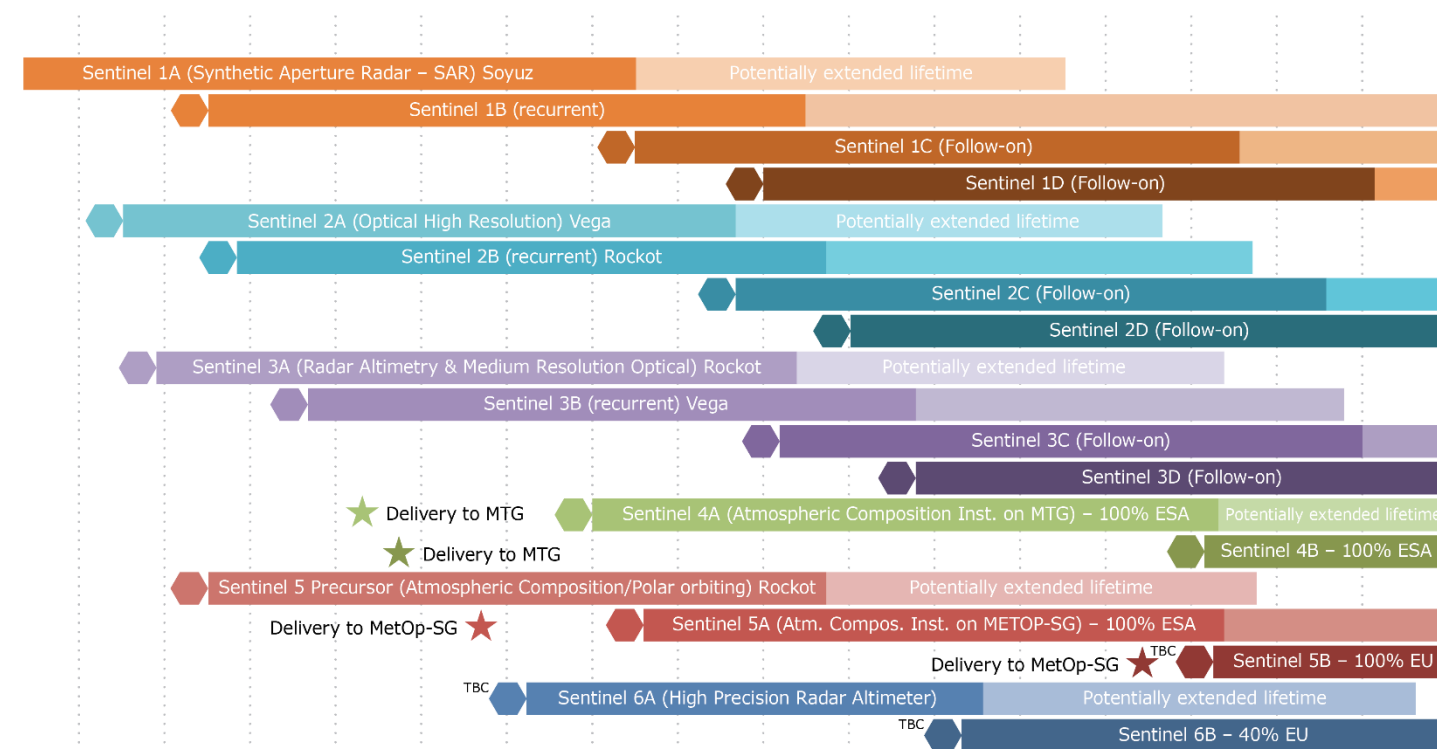 Sentinel 1A (Synthetic Aperture Radar – SAR) Soyuz Potentially extended lifetime
Sentinel 1B (recurrent)
Sentinel 1C (Follow-on)
Sentinel 1D (Follow-on)
Sentinel 2A (Optical High Resolution) Vega Potentially extended lifetime
Sentinel 2B (recurrent) Rockot
Sentinel 2C (Follow-on)
Sentinel 2D (Follow-on)
Sentinel 3A (Radar Altimetry & Medium Resolution Optical) Rockot Potentially extended lifetime
Sentinel 3B (recurrent) Vega
Sentinel 3C (Follow-on)
Sentinel 3D (Follow-on)
Delivery to MTG Sentinel 4A (Atmospheric Composition Inst. on MTG) – 100% ESA Potentially extended lifetime
Delivery to MTG Sentinel 4B – 100% ESA
Sentinel 5 Precursor (Atmospheric Composition/Polar orbiting) Rockot Potentially extended lifetime
Delivery to MetOp-SG Sentinel 5A (Atm. Compos. Inst. on METOP-SG) – 100% ESA
Delivery to MetOp-SG TBC Sentinel 5B – 100% EU
TBC Sentinel 6A (High Precision Radar Altimeter) Potentially extended lifetime
TBC Sentinel 6B – 40% EU